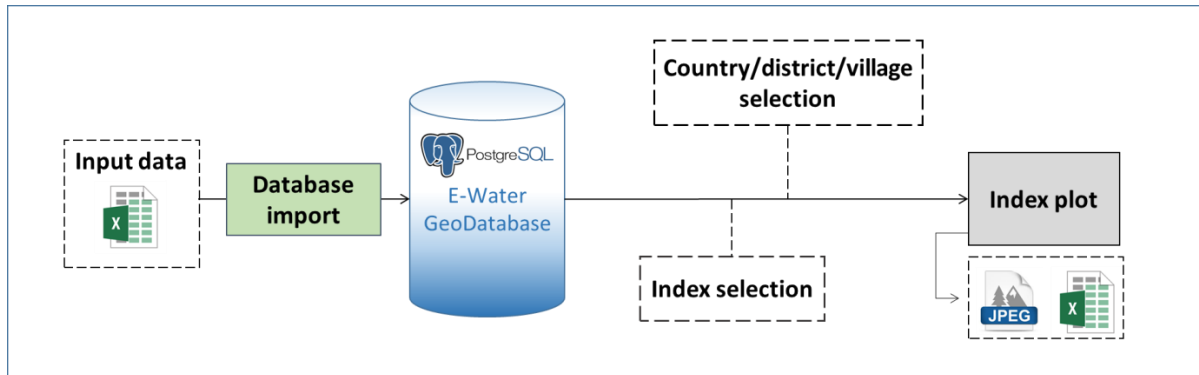 Input data
X
Database
import
PostgreSQL
E-Water
GeoDatabase
Country/district/village
selection
Index selection
Index plot
JPEG
X